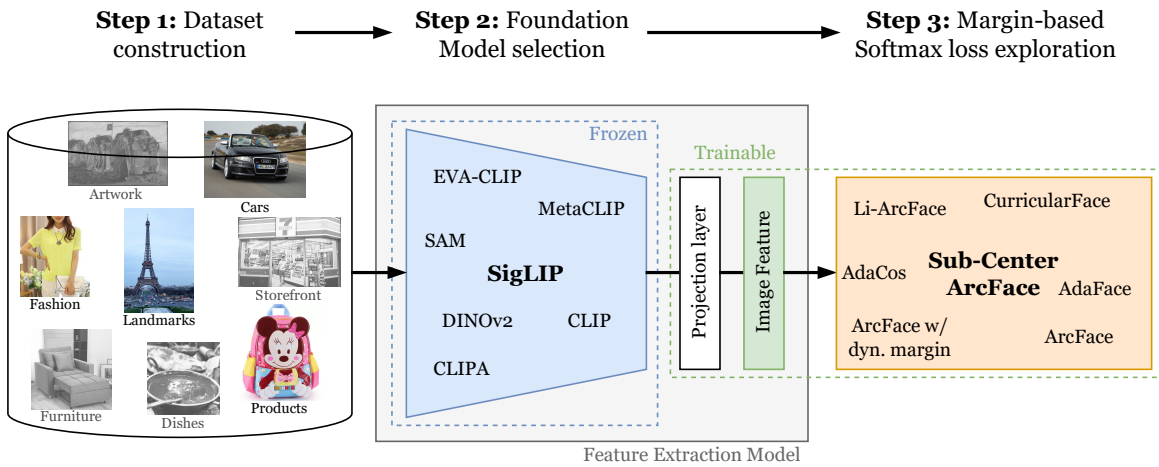 Step 1: Dataset
construction
Step 2: Foundation
Model selection
Step 3: Margin-based
Softmax loss exploration
Artwork
Cars
Fashion
Landmarks
7
Storefront
Furniture
Dishes
Products
Frozen
EVA-CLIP
MetaCLIP
SAM
SigLIP
DINOv2
CLIP
CLIPA
Feature Extraction Model
Trainable
Projection layer
Image Feature
Li-ArcFace
CurricularFace
AdaCos
Sub-Center
ArcFace
AdaFace
ArcFace w/
dyn. margin
ArcFace